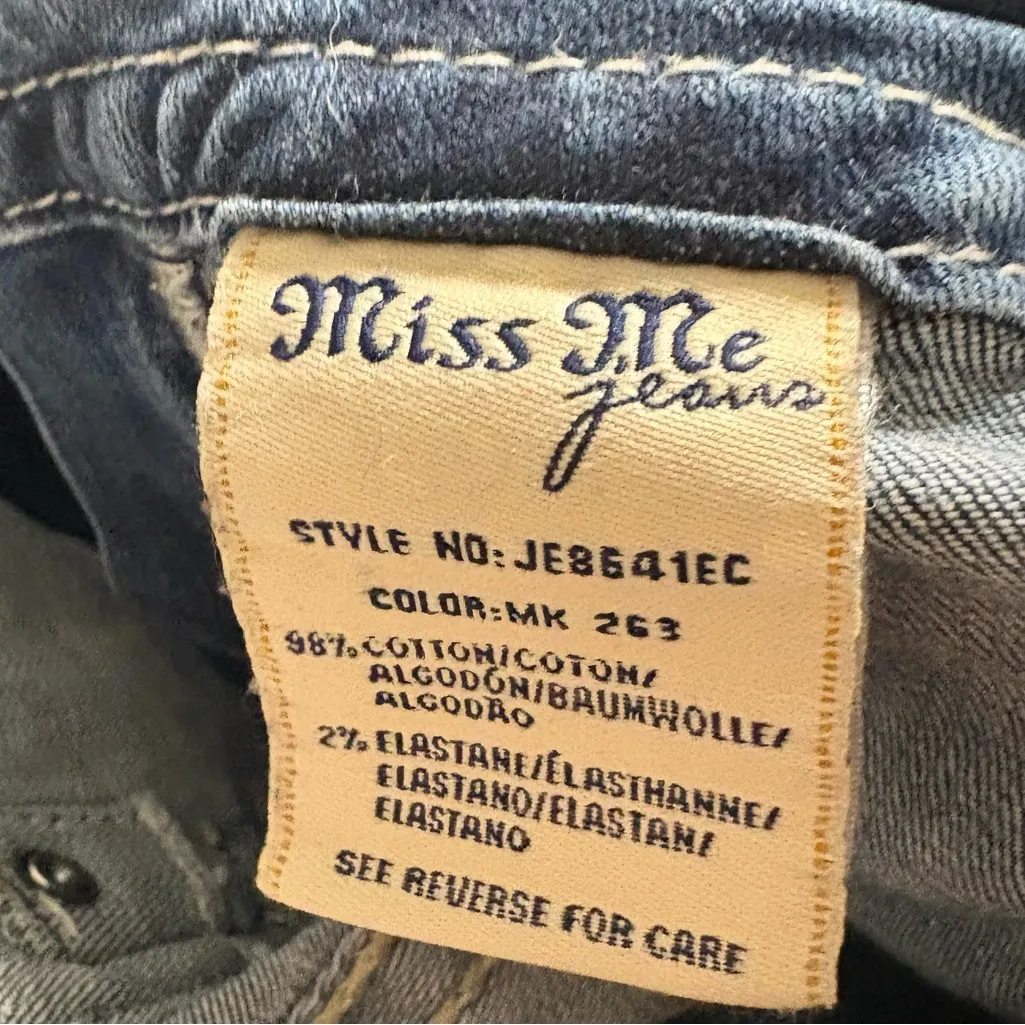 Miss Me
jeans
STYLE NO:JE8641EC
COLOR:MK 263
98% COTTON/COTON/
ALGODÓN/BAUMWOLLE/
ALGODÃO
2% ELASTANE/ÉLASTHANNE/
ELASTANO/ELASTAN/
ELASTANO
SEE REVERSE FOR CARE